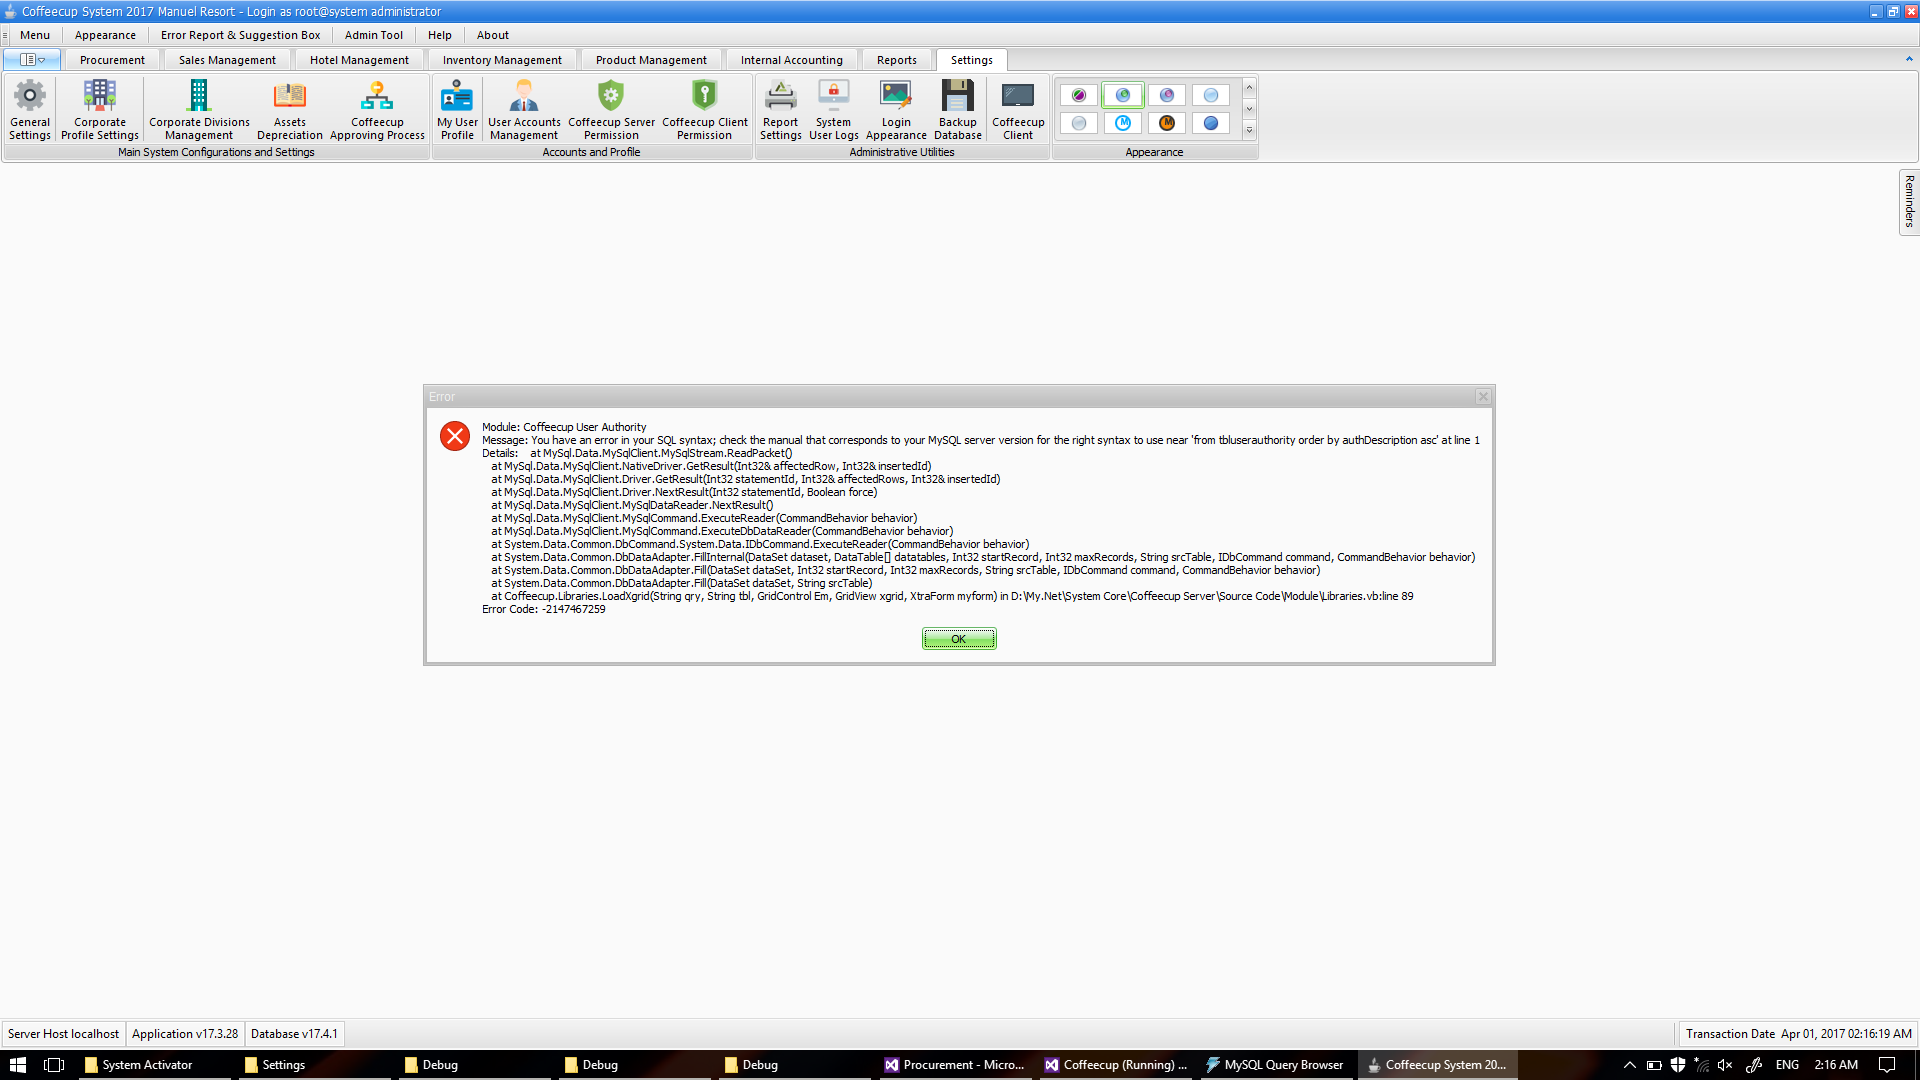 Coffeecup System 2017 Manuel Resort - Login as root@system administrator
Menu Appearance Error Report & Suggestion Box Admin Tool Help About
Procurement Sales Management Hotel Management Inventory Management Product Management Internal Accounting Reports Settings
General Settings
Corporate Profile Settings
Corporate Divisions Management
Assets Depreciation
Coffeecup Approving Process
My User Profile
User Accounts Management
Coffeecup Server Permission
Coffeecup Client Permission
Report Settings
System User Logs
Login Appearance
Backup Database
Coffeecup Client
Main System Configurations and Settings
Accounts and Profile
Administrative Utilities
Appearance
Reminders
Error
Module: Coffeecup User Authority
Message: You have an error in your SQL syntax; check the manual that corresponds to your MySQL server version for the right syntax to use near 'from tbluserauthority order by authDescription asc' at line 1
Details: at MySql.Data.MySqlClient.MySqlStream.ReadPacket()
at MySql.Data.MySqlClient.NativeDriver.GetResult(Int32& affectedRow, Int32& insertedId)
at MySql.Data.MySqlClient.Driver.GetResult(Int32 statementId, Int32& affectedRows, Int32& insertedId)
at MySql.Data.MySqlClient.Driver.NextResult(Int32 statementId, Boolean force)
at MySql.Data.MySqlClient.MySqlDataReader.NextResult()
at MySql.Data.MySqlClient.MySqlCommand.ExecuteReader(CommandBehavior behavior)
at MySql.Data.MySqlClient.MySqlCommand.ExecuteDbDataReader(CommandBehavior behavior)
at System.Data.Common.DbCommand.System.Data.IDbCommand.ExecuteReader(CommandBehavior behavior)
at System.Data.Common.DbDataAdapter.FillInternal(DataSet dataset, DataTable[] datatables, Int32 startRecord, Int32 maxRecords, String srcTable, IDbCommand command, CommandBehavior behavior)
at System.Data.Common.DbDataAdapter.Fill(DataSet dataSet, Int32 startRecord, Int32 maxRecords, String srcTable, IDbCommand command, CommandBehavior behavior)
at System.Data.Common.DbDataAdapter.Fill(DataSet dataSet, String srcTable)
at Coffeecup.Libraries.LoadXgrid(String qry, String tbl, GridControl Em, GridView xgrid, XtraForm myform) in D:\My.Net\System Core\Coffeecup Server\Source Code\Module\Libraries.vb:line 89
Error Code: -2147467259
OK
Server Host localhost Application v17.3.28 Database v17.4.1 Transaction Date Apr 01, 2017 02:16:19 AM
System Activator Settings Debug Debug Debug Procurement - Micro... Coffeecup (Running) ... MySQL Query Browser Coffeecup System 20... ENG 2:16 AM